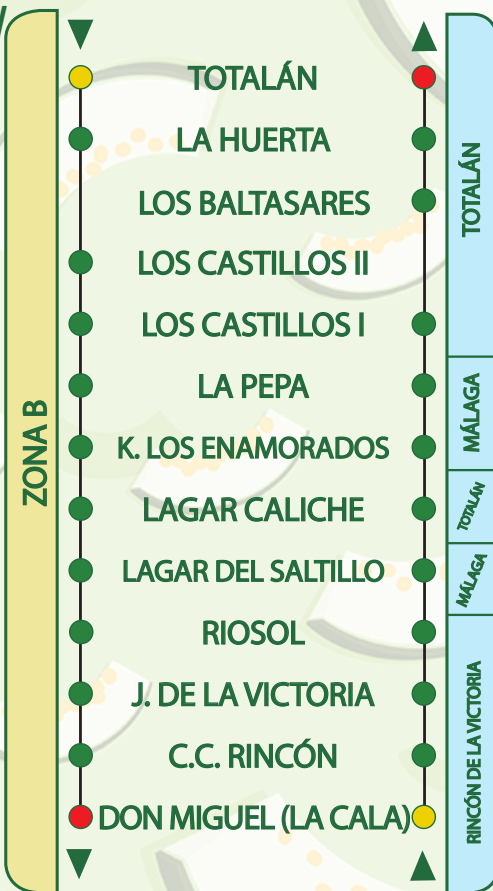 ZONA B
TOTALÁN
LA HUERTA
LOS BALTASARES
LOS CASTILLOS II
LOS CASTILLOS I
LA PEPA
K. LOS ENAMORADOS
LAGAR CALICHE
LAGAR DEL SALTILLO
RIOSOL
J. DE LA VICTORIA
C.C. RINCÓN
DON MIGUEL (LA CALA)
TOTALÁN
MÁLAGA
TOTALÁN
MÁLAGA
RINCÓN DE LA VICTORIA